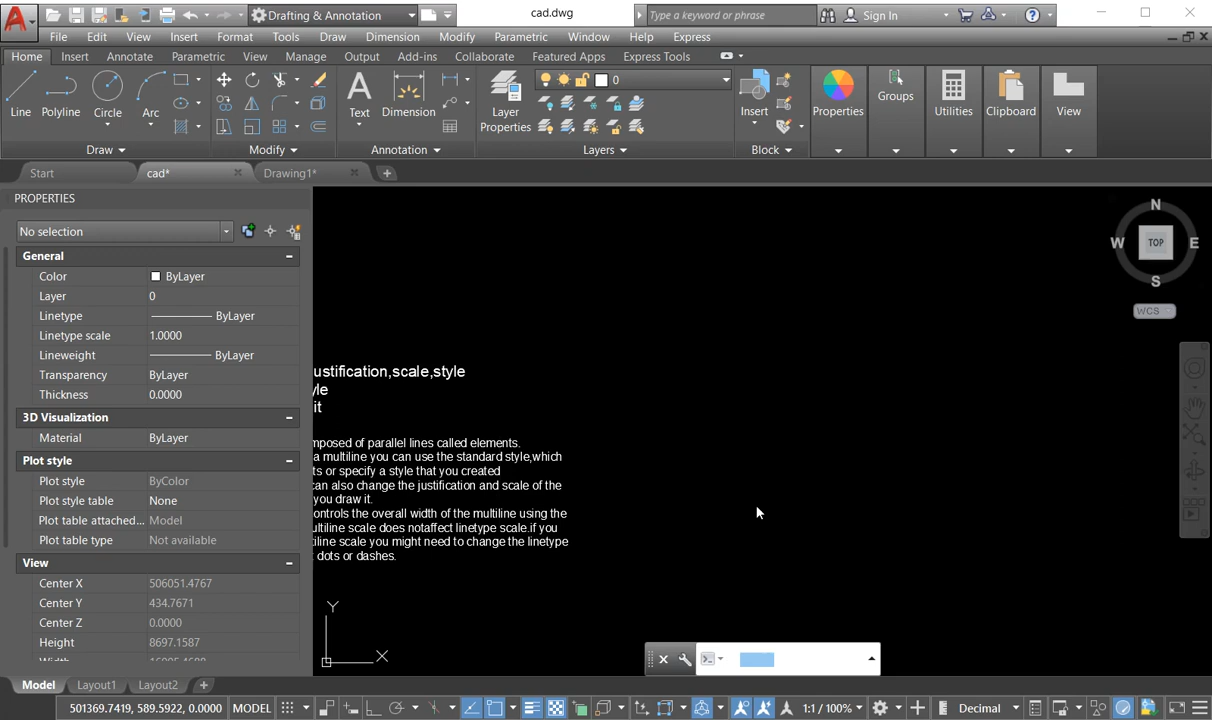 Drafting & Annotation
cad.dwg
Type a keyword or phrase
Sign In
File Edit View Insert Format Tools Draw Dimension Modify Parametric Window Help Express
Home Insert Annotate Parametric View Output Add-ins Collaborate Featured Apps Express Tools
0
Line Polyline Circle Arc Text Dimension Layer Properties Insert Properties Groups Utilities Clipboard View
Draw Modify Annotation Layers Block
Start cad* Drawing1*
PROPERTIES
No selection
General
Color ByLayer
Layer 0
Linetype ByLayer
Linetype scale 1.0000
Lineweight ByLayer
Transparency ByLayer
Thickness 0.0000
3D Visualization
Material ByLayer
Plot style
Plot style ByColor
Plot style table None
Plot table attached... Model
Plot table type Not available
View
Center X 506051.4767
Center Y 434.7671
Center Z 0.0000
Height 8697.1587
N
W TOP E
S
WCS
ustification,scale,style
yle
it
mposed of parallel lines called elements.
a multiline you can use the standard style,which
ts or specify a style that you created
can also change the justification and scale of the
you draw it.
ontrols the overall width of the multiline using the
ultiline scale does notaffect linetype scale.if you
tiline scale you might need to change the linetype
dots or dashes.
Y
X
Model Layout1 Layout2
501369.7419, 589.5922, 0.0000 MODEL 1:1 / 100% Decimal